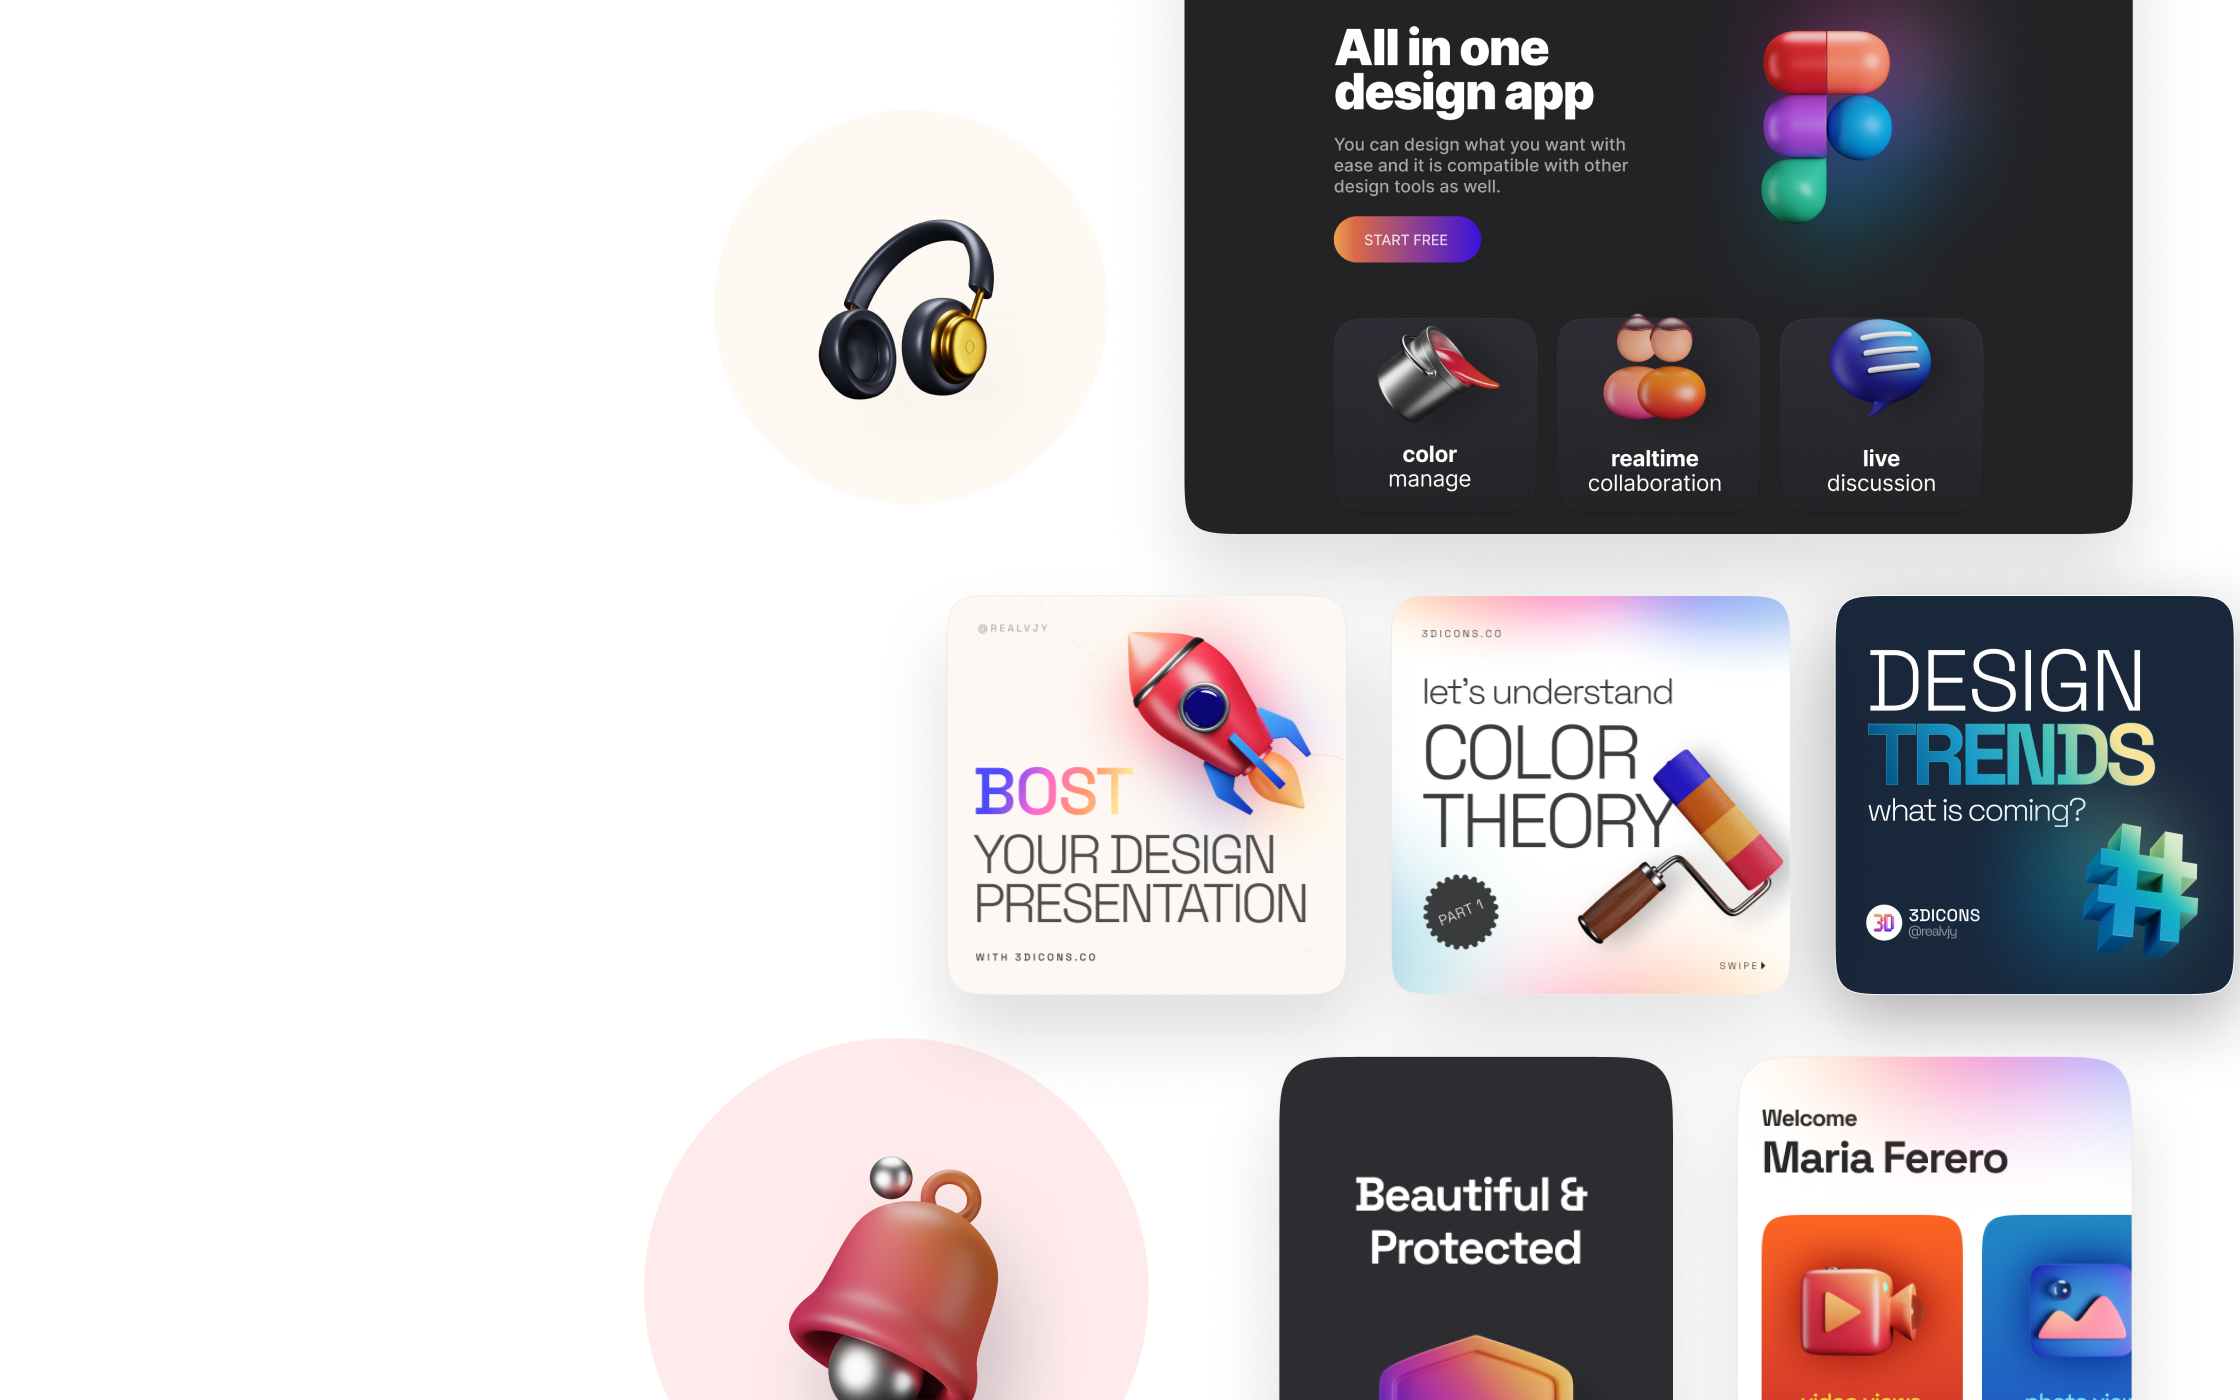 All in one
design app
You can design what you want with
ease and it is compatible with other
design tools as well.
START FREE
color
manage
realtime
collaboration
live
discussion
@REALVJY
BOST
YOUR DESIGN
PRESENTATION
WITH 3DICONS.CO
3DICONS.CO
let's understand
COLOR
THEORY
PART 1
SWIPE
DESIGN
TRENDS
what is coming?
3D
3DICONS
@realvjy
Beautiful &
Protected
Welcome
Maria Ferero
video views
photo